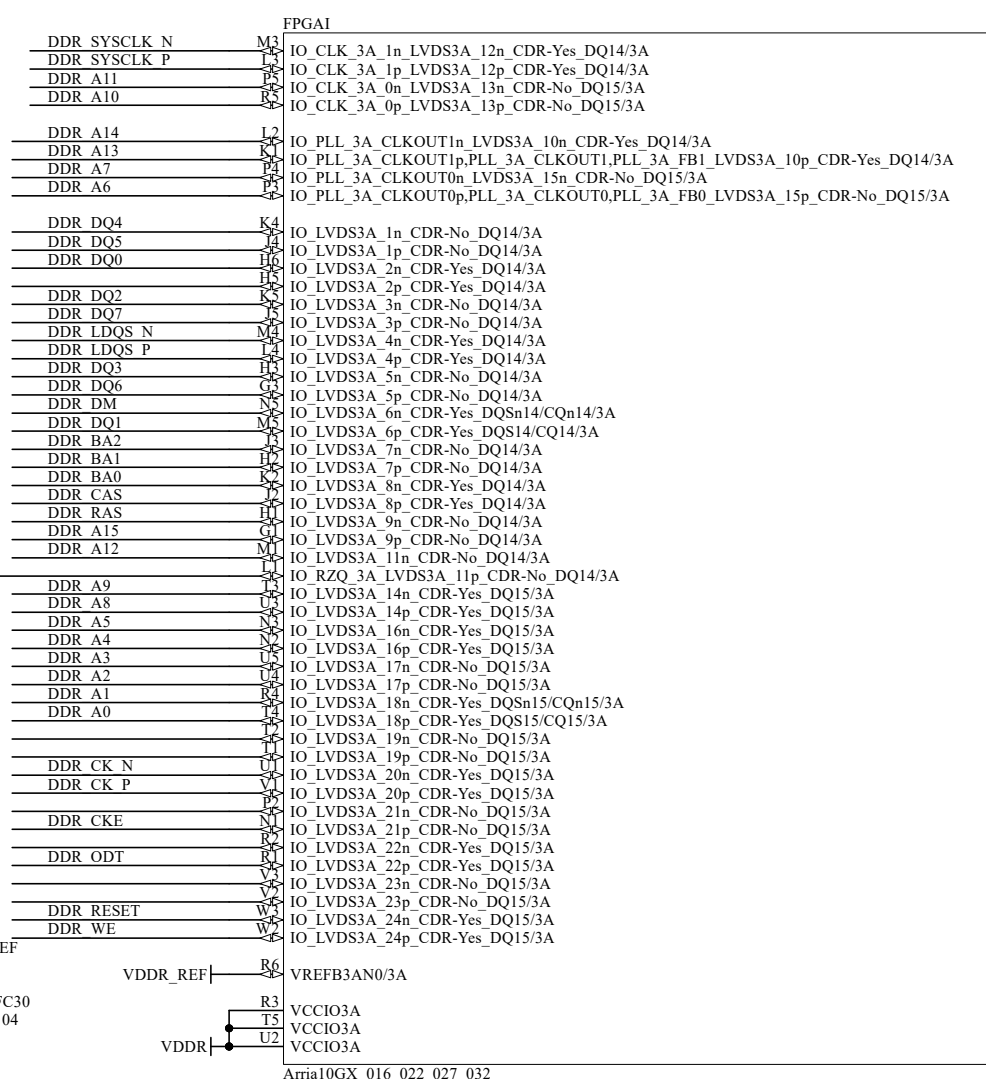 FPGAI
DDR_SYSCLK_N M3 IO_CLK_3A_1n_LVDS3A_12n_CDR-Yes_DQ14/3A
DDR_SYSCLK_P L3 IO_CLK_3A_1p_LVDS3A_12p_CDR-Yes_DQ14/3A
DDR_A11 P5 IO_CLK_3A_0n_LVDS3A_13n_CDR-No_DQ15/3A
DDR_A10 R5 IO_CLK_3A_0p_LVDS3A_13p_CDR-No_DQ15/3A
DDR_A14 L2 IO_PLL_3A_CLKOUT1n_LVDS3A_10n_CDR-Yes_DQ14/3A
DDR_A13 K1 IO_PLL_3A_CLKOUT1p,PLL_3A_CLKOUT1,PLL_3A_FB1_LVDS3A_10p_CDR-Yes_DQ14/3A
DDR_A7 P4 IO_PLL_3A_CLKOUT0n_LVDS3A_15n_CDR-No_DQ15/3A
DDR_A6 P3 IO_PLL_3A_CLKOUT0p,PLL_3A_CLKOUT0,PLL_3A_FB0_LVDS3A_15p_CDR-No_DQ15/3A
DDR_DQ4 K4 IO_LVDS3A_1n_CDR-No_DQ14/3A
DDR_DQ5 J4 IO_LVDS3A_1p_CDR-No_DQ14/3A
DDR_DQ0 H6 IO_LVDS3A_2n_CDR-Yes_DQ14/3A
H5 IO_LVDS3A_2p_CDR-Yes_DQ14/3A
DDR_DQ2 K5 IO_LVDS3A_3n_CDR-No_DQ14/3A
DDR_DQ7 J5 IO_LVDS3A_3p_CDR-No_DQ14/3A
DDR_LDQS_N M4 IO_LVDS3A_4n_CDR-Yes_DQ14/3A
DDR_LDQS_P L4 IO_LVDS3A_4p_CDR-Yes_DQ14/3A
DDR_DQ3 H3 IO_LVDS3A_5n_CDR-No_DQ14/3A
DDR_DQ6 G3 IO_LVDS3A_5p_CDR-No_DQ14/3A
DDR_DM N5 IO_LVDS3A_6n_CDR-Yes_DQSn14/CQn14/3A
DDR_DQ1 M5 IO_LVDS3A_6p_CDR-Yes_DQS14/CQ14/3A
DDR_BA2 J3 IO_LVDS3A_7n_CDR-No_DQ14/3A
DDR_BA1 H2 IO_LVDS3A_7p_CDR-No_DQ14/3A
DDR_BA0 K2 IO_LVDS3A_8n_CDR-Yes_DQ14/3A
DDR_CAS J2 IO_LVDS3A_8p_CDR-Yes_DQ14/3A
DDR_RAS H1 IO_LVDS3A_9n_CDR-No_DQ14/3A
DDR_A15 G1 IO_LVDS3A_9p_CDR-No_DQ14/3A
DDR_A12 M1 IO_LVDS3A_11n_CDR-No_DQ14/3A
L1 IO_RZQ_3A_LVDS3A_11p_CDR-No_DQ14/3A
DDR_A9 T3 IO_LVDS3A_14n_CDR-Yes_DQ15/3A
DDR_A8 U3 IO_LVDS3A_14p_CDR-Yes_DQ15/3A
DDR_A5 N3 IO_LVDS3A_16n_CDR-Yes_DQ15/3A
DDR_A4 N2 IO_LVDS3A_16p_CDR-Yes_DQ15/3A
DDR_A3 U5 IO_LVDS3A_17n_CDR-No_DQ15/3A
DDR_A2 U4 IO_LVDS3A_17p_CDR-No_DQ15/3A
DDR_A1 R4 IO_LVDS3A_18n_CDR-Yes_DQSn15/CQn15/3A
DDR_A0 T4 IO_LVDS3A_18p_CDR-Yes_DQS15/CQ15/3A
T2 IO_LVDS3A_19n_CDR-No_DQ15/3A
T1 IO_LVDS3A_19p_CDR-No_DQ15/3A
DDR_CK_N U1 IO_LVDS3A_20n_CDR-Yes_DQ15/3A
DDR_CK_P V1 IO_LVDS3A_20p_CDR-Yes_DQ15/3A
P2 IO_LVDS3A_21n_CDR-No_DQ15/3A
DDR_CKE N1 IO_LVDS3A_21p_CDR-No_DQ15/3A
R2 IO_LVDS3A_22n_CDR-Yes_DQ15/3A
DDR_ODT R1 IO_LVDS3A_22p_CDR-Yes_DQ15/3A
V3 IO_LVDS3A_23n_CDR-No_DQ15/3A
V2 IO_LVDS3A_23p_CDR-No_DQ15/3A
DDR_RESET W3 IO_LVDS3A_24n_CDR-Yes_DQ15/3A
DDR_WE W2 IO_LVDS3A_24p_CDR-Yes_DQ15/3A
EF
VDDR_REF R6 VREFB3AN0/3A
FC30
R3 VCCIO3A
04
T5 VCCIO3A
VDDR U2 VCCIO3A
Arria10GX_016_022_027_032